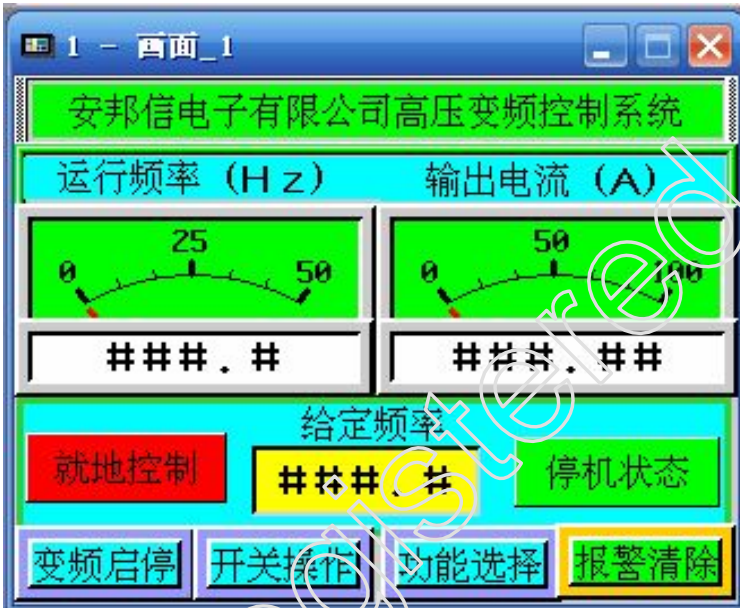 1 - 画面_1
安邦信电子有限公司高压变频控制系统
运行频率（Hz） 输出电流（A）
0 25 50 0 50 100
###.# ###.##
给定频率
就地控制 ###.# 停机状态
变频启停 开关操作 功能选择 报警清除
gistered